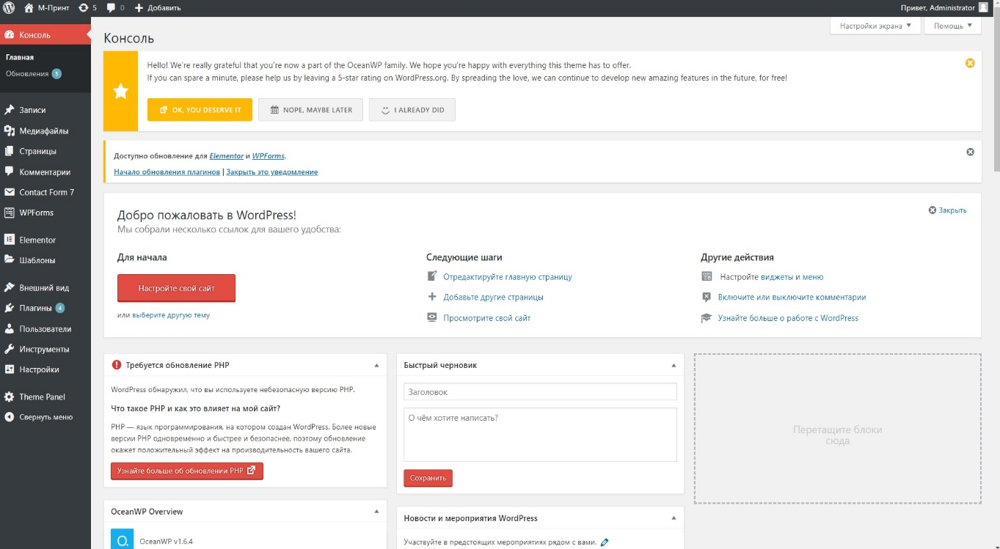 М-Принт 5 0 Добавить Привет, Administrator
Настройки экрана Помощь
Консоль
Главная
Обновления 5
Записи
Медиафайлы
Страницы
Комментарии
Contact Form 7
WPForms
Elementor
Шаблоны
Внешний вид
Плагины 4
Пользователи
Инструменты
Настройки
Theme Panel
Свернуть меню
Консоль
Hello! We're really grateful that you're now a part of the OceanWP family. We hope you're happy with everything this theme has to offer.
If you can spare a minute, please help us by leaving a 5-star rating on WordPress.org. By spreading the love, we can continue to develop new amazing features in the future, for free!
OK, YOU DESERVE IT NOPE, MAYBE LATER I ALREADY DID
Доступно обновление для Elementor и WPForms.
Начало обновления плагинов | Закрыть это уведомление
Добро пожаловать в WordPress!
Закрыть
Мы собрали несколько ссылок для вашего удобства:
Для начала
Настройте свой сайт
или выберите другую тему
Следующие шаги
Отредактируйте главную страницу
Добавьте другие страницы
Просмотрите свой сайт
Другие действия
Настройте виджеты и меню
Включите или выключите комментарии
Узнайте больше о работе с WordPress
Требуется обновление PHP
WordPress обнаружил, что вы используете небезопасную версию PHP.
Что такое PHP и как это влияет на мой сайт?
PHP — язык программирования, на котором создан WordPress. Более новые
версии PHP одновременно и быстрее и безопаснее, поэтому обновление
окажет положительный эффект на производительность вашего сайта.
Узнайте больше об обновлении PHP
OceanWP Overview
O.
OceanWP v1.6.4
Быстрый черновик
Заголовок
О чём хотите написать?
Сохранить
Новости и мероприятия WordPress
Участвуйте в предстоящих мероприятиях рядом с вами.
Перетащите блоки
сюда